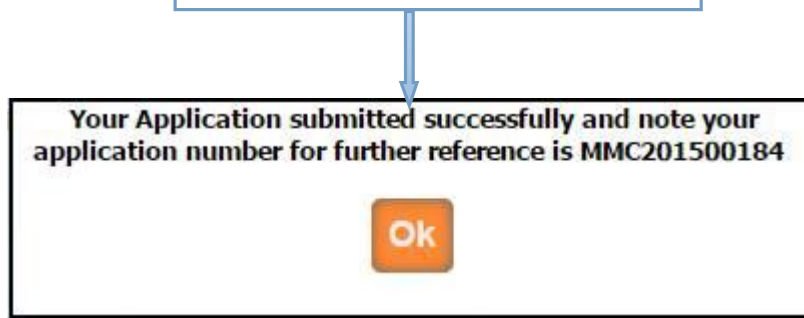 Your Application submitted successfully and note your
application number for further reference is MMC201500184
Ok